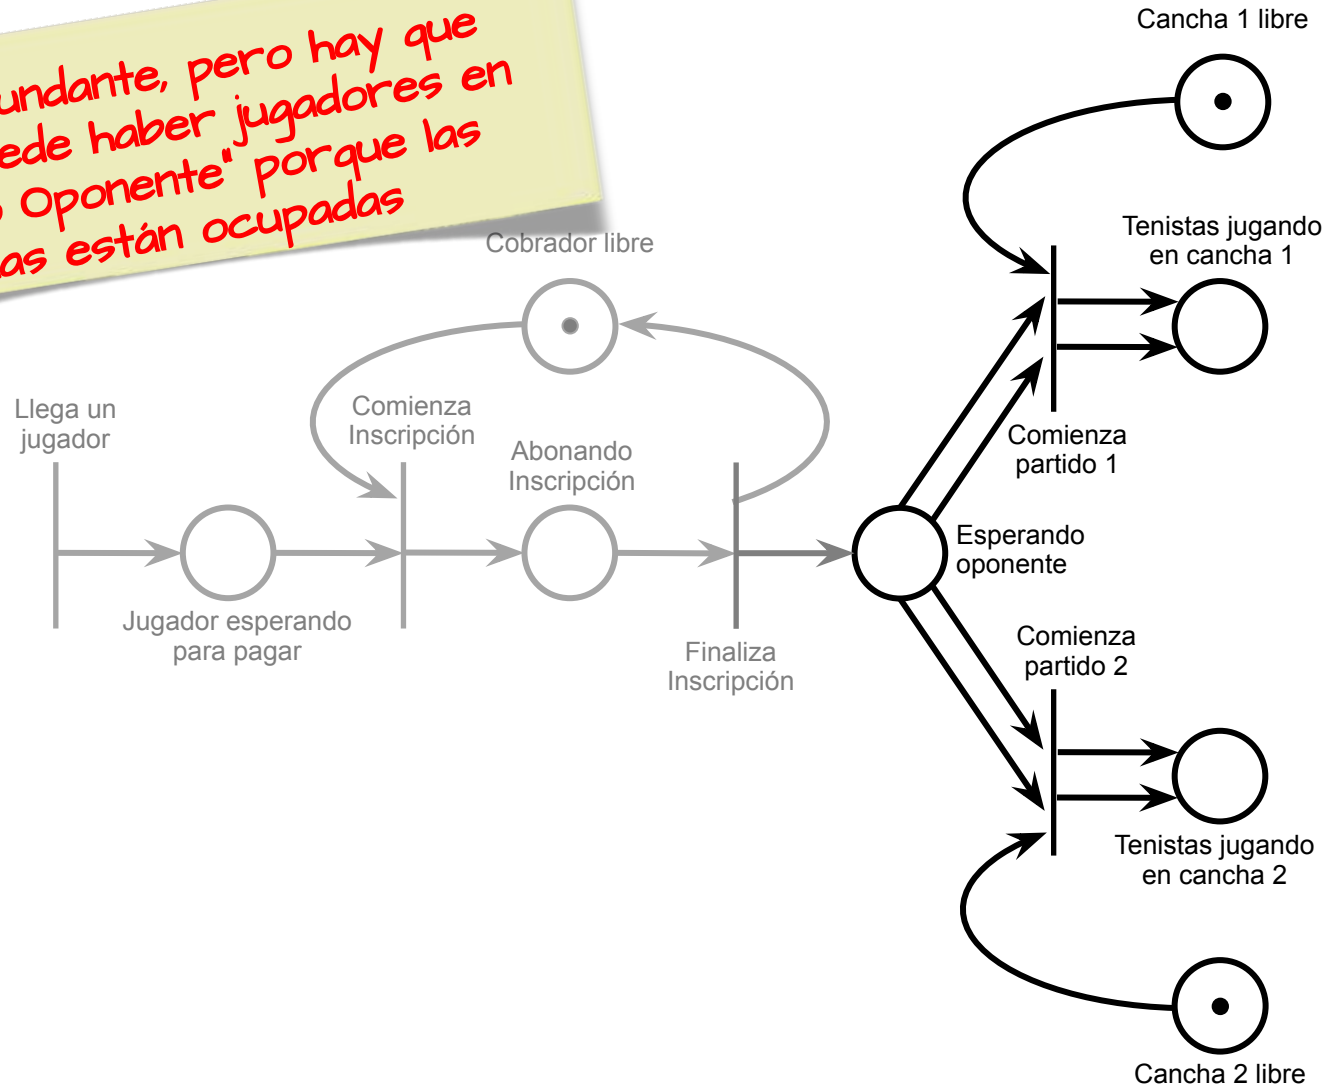 undante, pero hay que
ede haber jugadores en
Oponente" porque las
as están ocupadas
Cancha 1 libre
Tenistas jugando
en cancha 1
Cobrador libre
Llega un
jugador
Comienza
Inscripción
Abonando
Inscripción
Comienza
partido 1
Esperando
oponente
Jugador esperando
para pagar
Finaliza
Inscripción
Comienza
partido 2
Tenistas jugando
en cancha 2
Cancha 2 libre